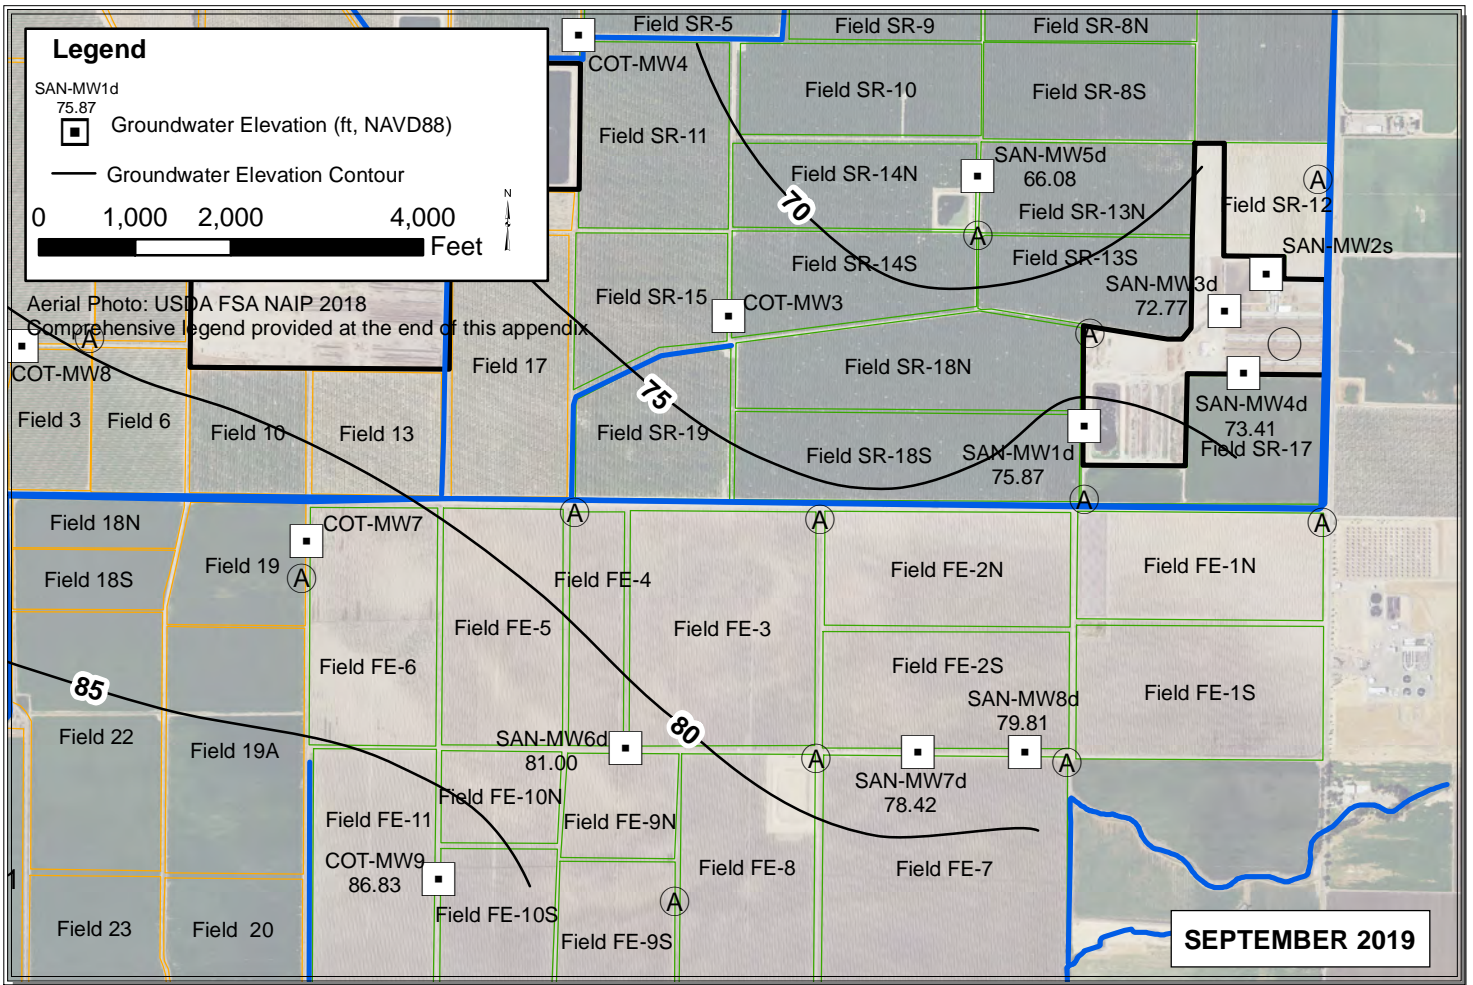 Legend
SAN-MW1d
75.87
Groundwater Elevation (ft, NAVD88)
Groundwater Elevation Contour
N
0 1,000 2,000 4,000
Feet
Aerial Photo: USDA FSA NAIP 2018
Comprehensive legend provided at the end of this appendix.
Field SR-5
Field SR-9
Field SR-8N
COT-MW4
Field SR-10
Field SR-8S
Field SR-11
SAN-MW5d
66.08
Field SR-14N
A
70
Field SR-13N
Field SR-12
A
SAN-MW2s
Field SR-14S
Field SR-13S
SAN-MW3d
72.77
Field SR-15
COT-MW3
A
A
COT-MW8
Field 17
Field SR-18N
75
SAN-MW4d
73.41
Field 3
Field 6
Field 10
Field 13
Field SR-19
Field SR-18S
SAN-MW1d
75.87
Field SR-17
A
A
A
A
Field 18N
COT-MW7
Field 18S
Field 19
A
Field FE-4
Field FE-2N
Field FE-1N
Field FE-5
Field FE-3
Field FE-6
Field FE-2S
Field FE-1S
85
SAN-MW8d
79.81
80
Field 22
Field 19A
SAN-MW6d
81.00
A
A
SAN-MW7d
78.42
Field FE-10N
Field FE-11
Field FE-9N
COT-MW9
86.83
Field FE-8
Field FE-7
1
A
Field FE-10S
Field 23
Field 20
Field FE-9S
SEPTEMBER 2019